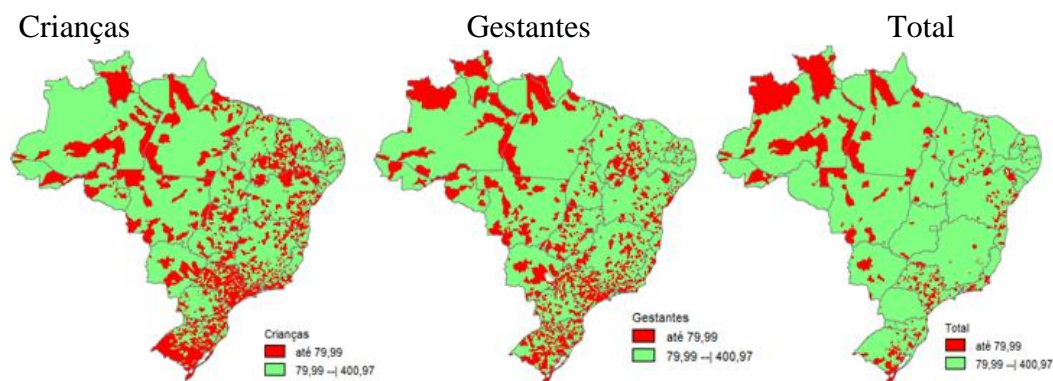 Crianças
Gestantes
Total
Crianças
até 79,99
79,99 --| 400,97
Gestantes
até 79,99
79,99 --| 400,97
Total
até 79,99
79,99 --| 400,97